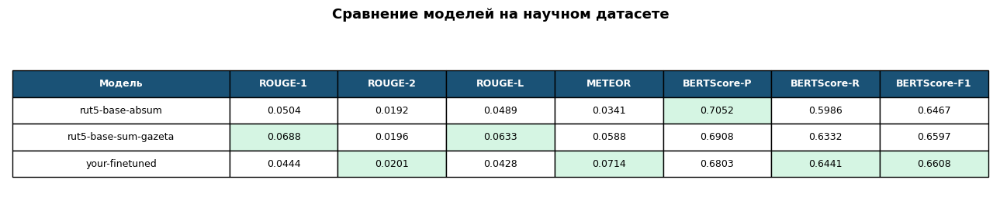 Сравнение моделей на научном датасете
Модель ROUGE-1 ROUGE-2 ROUGE-L METEOR BERTScore-P BERTScore-R BERTScore-F1
rut5-base-absum 0.0504 0.0192 0.0489 0.0341 0.7052 0.5986 0.6467
rut5-base-sum-gazeta 0.0688 0.0196 0.0633 0.0588 0.6908 0.6332 0.6597
your-finetuned 0.0444 0.0201 0.0428 0.0714 0.6803 0.6441 0.6608